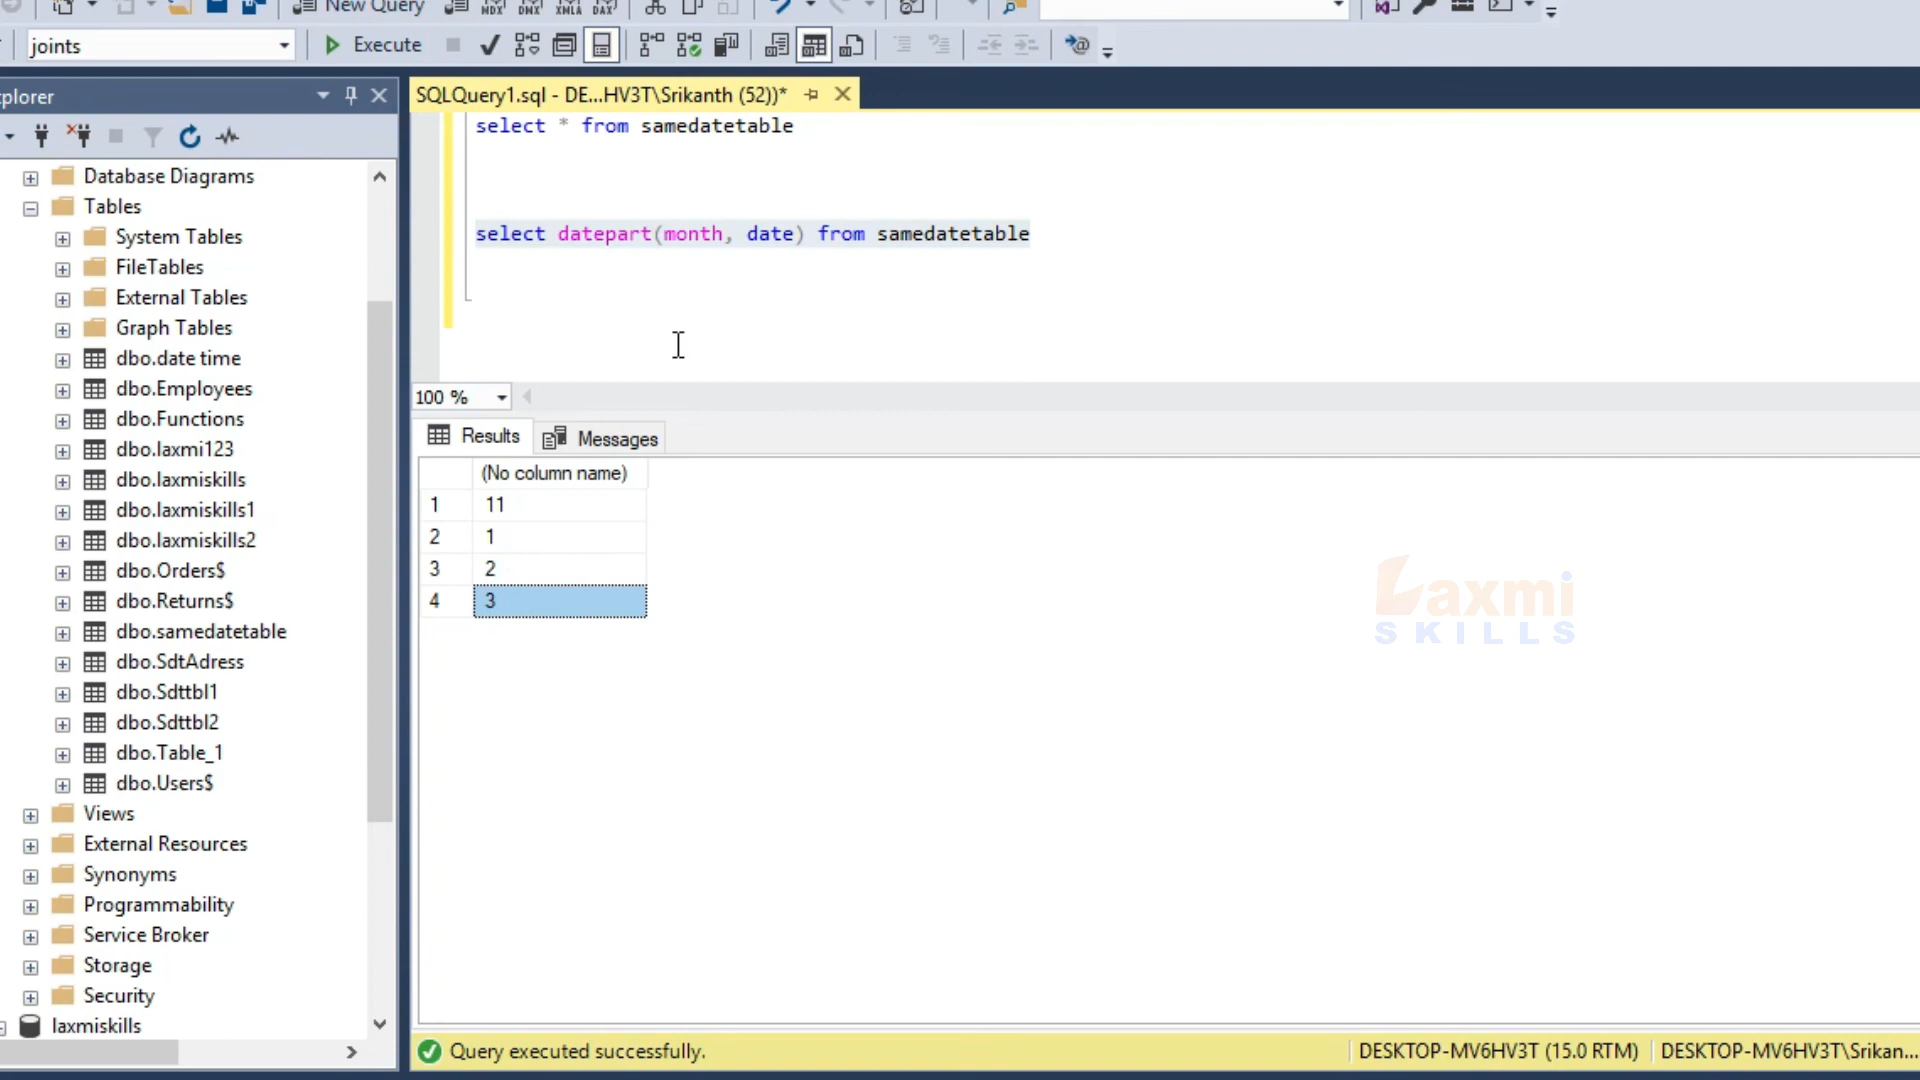 New Query
MDX DMX XMLA DAX
joints
Execute
plorer
SQLQuery1.sql - DE...HV3T\Srikanth (52))*
select * from samedatetable
select datepart(month, date) from samedatetable
Database Diagrams
Tables
System Tables
FileTables
External Tables
Graph Tables
dbo.date time
dbo.Employees
dbo.Functions
dbo.laxmi123
dbo.laxmiskills
dbo.laxmiskills1
dbo.laxmiskills2
dbo.Orders$
dbo.Returns$
dbo.samedatetable
dbo.SdtAdress
dbo.Sdttbl1
dbo.Sdttbl2
dbo.Table_1
dbo.Users$
Views
External Resources
Synonyms
Programmability
Service Broker
Storage
Security
laxmiskills
100 %
Results
Messages
(No column name)
1 11
2 1
3 2
4 3
Laxmi
SKILLS
Query executed successfully.
DESKTOP-MV6HV3T (15.0 RTM)
DESKTOP-MV6HV3T\Srikan...